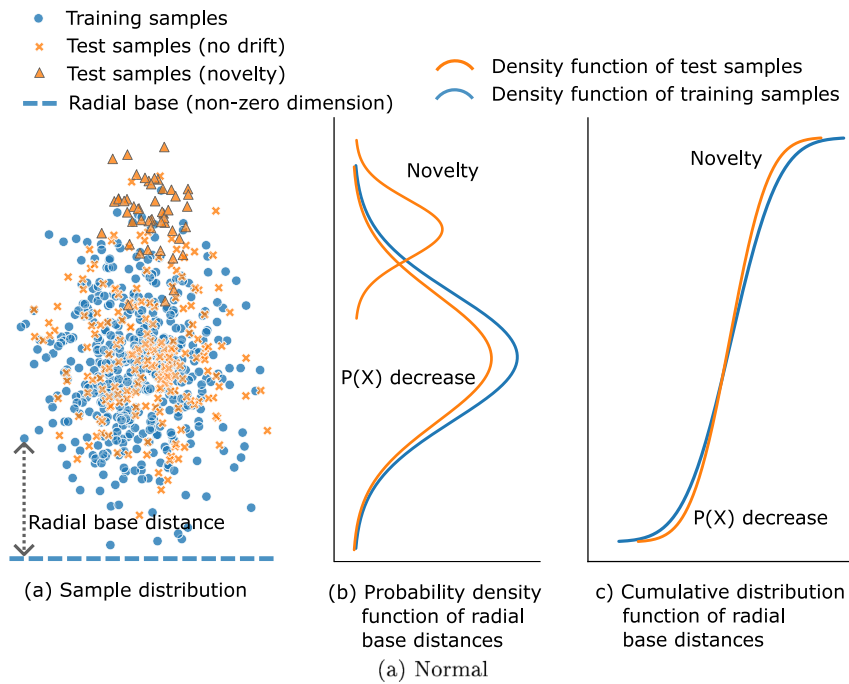 Training samples
Test samples (no drift)
Test samples (novelty)
Radial base (non-zero dimension)
Density function of test samples
Density function of training samples
Radial base distance
(a) Sample distribution
Novelty
P(X) decrease
(b) Probability density
function of radial
base distances
Novelty
P(X) decrease
c) Cumulative distribution
function of radial
base distances
(a) Normal